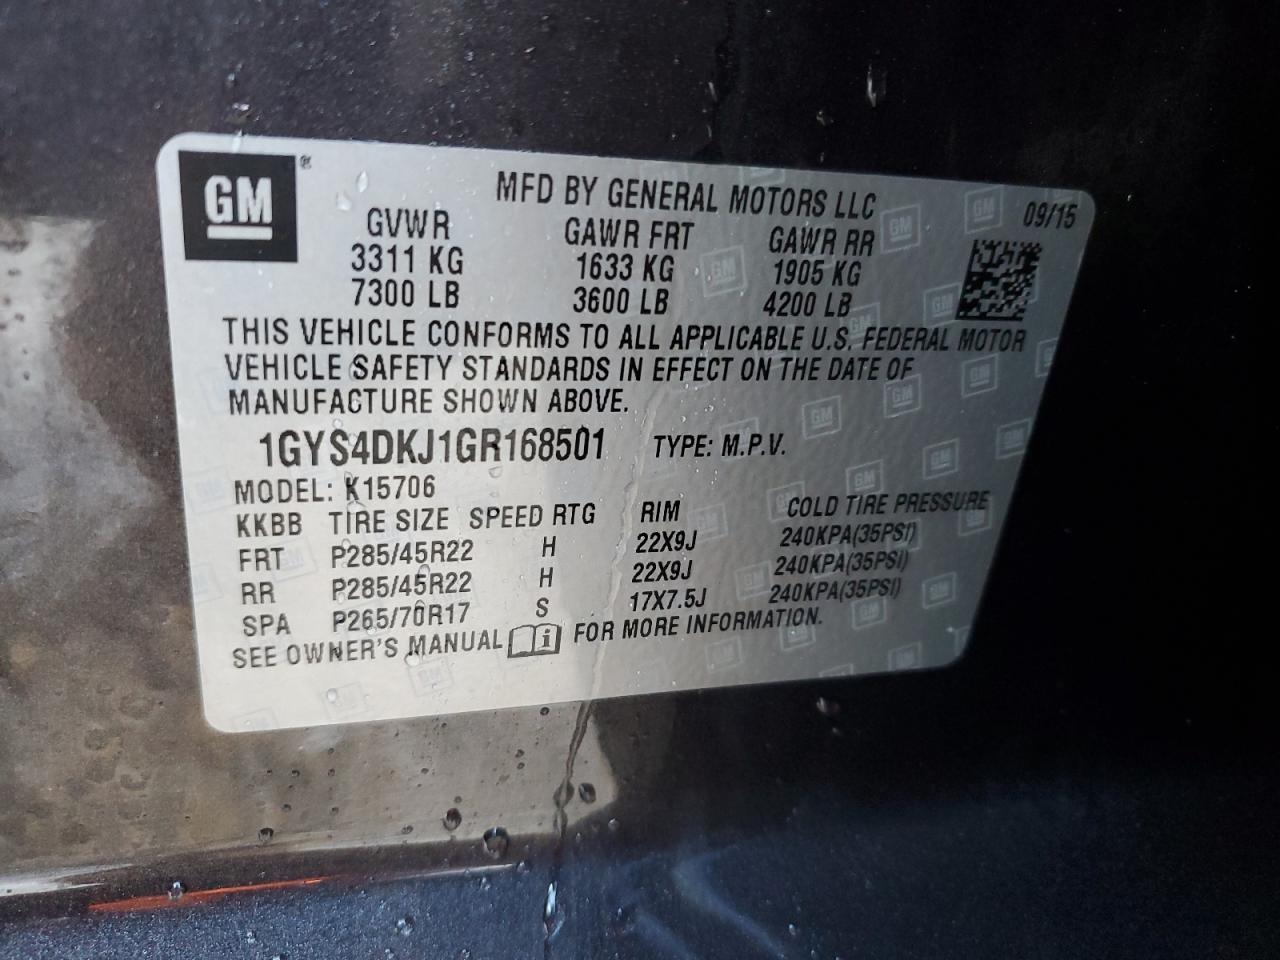 GM ®
MFD BY GENERAL MOTORS LLC
09/15
GVWR GAWR FRT GAWR RR
3311 KG 1633 KG 1905 KG
7300 LB 3600 LB 4200 LB
THIS VEHICLE CONFORMS TO ALL APPLICABLE U.S. FEDERAL MOTOR
VEHICLE SAFETY STANDARDS IN EFFECT ON THE DATE OF
MANUFACTURE SHOWN ABOVE.
1GYS4DKJ1GR168501 TYPE: M.P.V.
MODEL: K15706
KKBB TIRE SIZE SPEED RTG RIM COLD TIRE PRESSURE
FRT P285/45R22 H 22X9J 240KPA(35PSI)
RR P285/45R22 H 22X9J 240KPA(35PSI)
SPA P265/70R17 S 17X7.5J 240KPA(35PSI)
SEE OWNER'S MANUAL i FOR MORE INFORMATION.